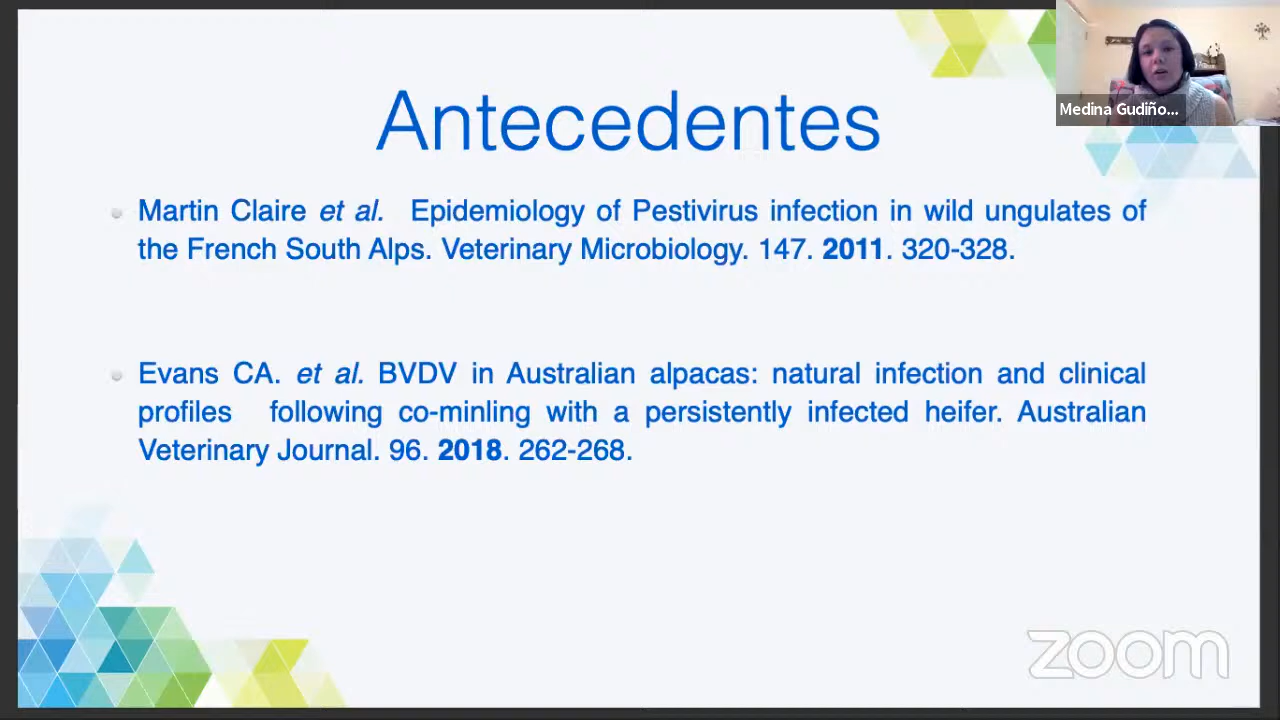 Antecedentes
Medina Gudiño...
Martin Claire et al. Epidemiology of Pestivirus infection in wild ungulates of
the French South Alps. Veterinary Microbiology. 147. 2011. 320-328.
Evans CA. et al. BVDV in Australian alpacas: natural infection and clinical
profiles following co-minling with a persistently infected heifer. Australian
Veterinary Journal. 96. 2018. 262-268.
zoom